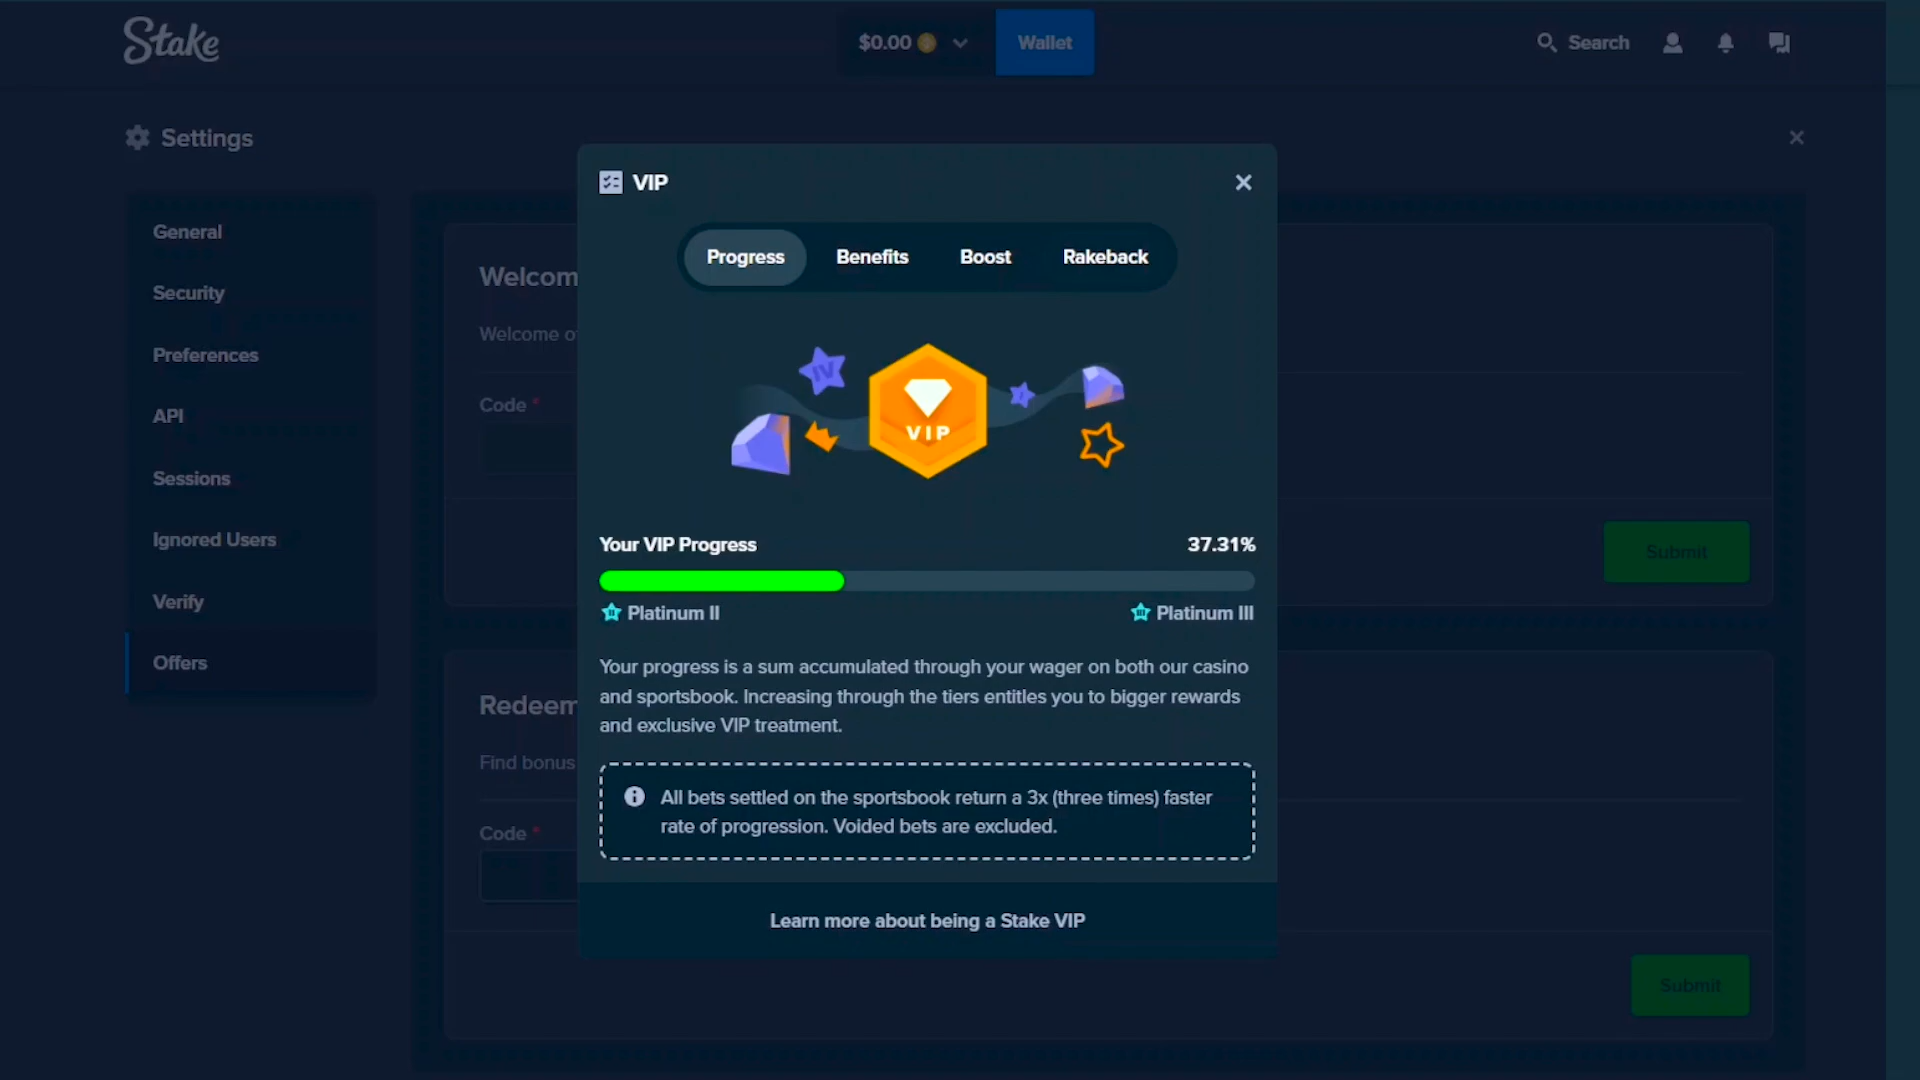 Stake
$0.00
Wallet
Search
Settings
General
Security
Preferences
API
Sessions
Ignored Users
Verify
Offers
Welcom
Welcome of
Code *
Submit
Redeem
Find bonus
Code *
Submit
VIP
Progress
Benefits
Boost
Rakeback
IV
VIP
Your VIP Progress
37.31%
Platinum II
Platinum III
Your progress is a sum accumulated through your wager on both our casino
and sportsbook. Increasing through the tiers entitles you to bigger rewards
and exclusive VIP treatment.
All bets settled on the sportsbook return a 3x (three times) faster
rate of progression. Voided bets are excluded.
Learn more about being a Stake VIP